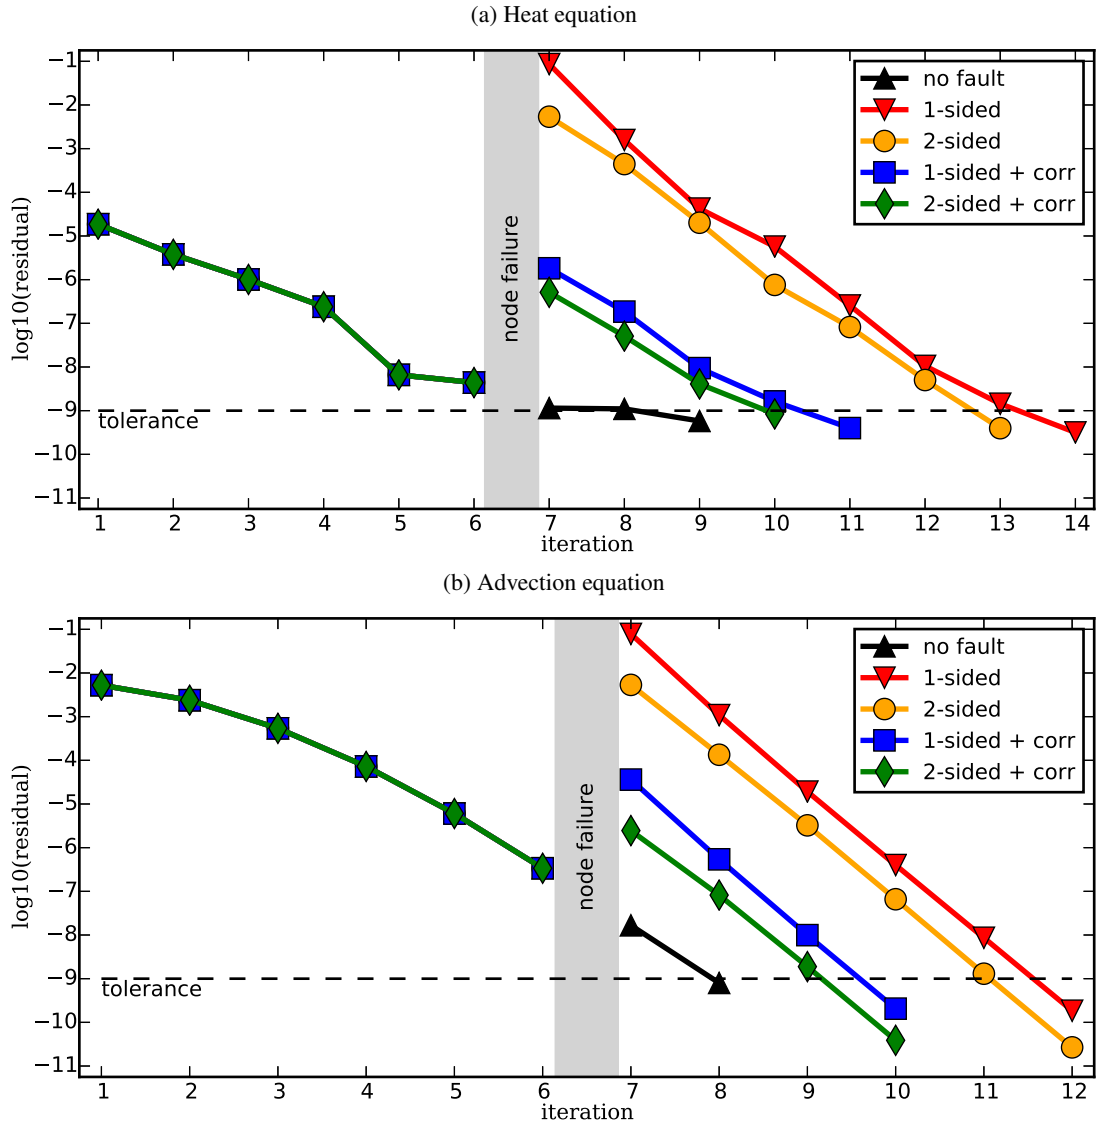 (a) Heat equation
−1
−2
−3
−4
−5
−6
−7
−8
−9
−10
−11
log10(residual)
node failure
tolerance
no fault
1-sided
2-sided
1-sided + corr
2-sided + corr
1 2 3 4 5 6 7 8 9 10 11 12 13 14
iteration
(b) Advection equation
−1
−2
−3
−4
−5
−6
−7
−8
−9
−10
−11
log10(residual)
node failure
tolerance
no fault
1-sided
2-sided
1-sided + corr
2-sided + corr
1 2 3 4 5 6 7 8 9 10 11 12
iteration